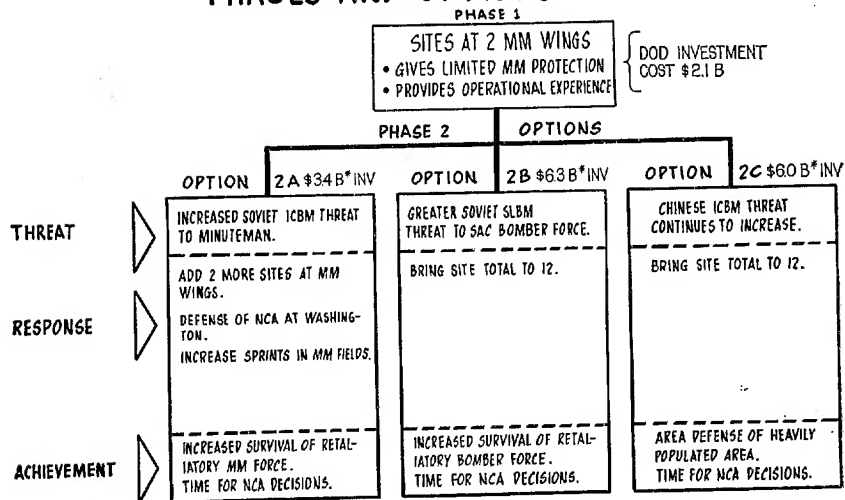 PHASES AND OPTIONS
PHASE 1
SITES AT 2 MM WINGS
• GIVES LIMITED MM PROTECTION
• PROVIDES OPERATIONAL EXPERIENCE
DOD INVESTMENT
COST $2.1 B
PHASE 2 OPTIONS
OPTION 2A $3.4 B* INV
OPTION 2B $6.3 B* INV
OPTION 2C $6.0 B* INV
THREAT
INCREASED SOVIET ICBM THREAT
TO MINUTEMAN.
GREATER SOVIET SLBM
THREAT TO SAC BOMBER FORCE.
CHINESE ICBM THREAT
CONTINUES TO INCREASE.
RESPONSE
ADD 2 MORE SITES AT MM
WINGS.
DEFENSE OF NCA AT WASHING-
TON.
INCREASE SPRINTS IN MM FIELDS.
BRING SITE TOTAL TO 12.
BRING SITE TOTAL TO 12.
ACHIEVEMENT
INCREASED SURVIVAL OF RETAL-
IATORY MM FORCE.
TIME FOR NCA DECISIONS.
INCREASED SURVIVAL OF RETAL-
IATORY BOMBER FORCE.
TIME FOR NCA DECISIONS.
AREA DEFENSE OF HEAVILY
POPULATED AREA.
TIME FOR NCA DECISIONS.